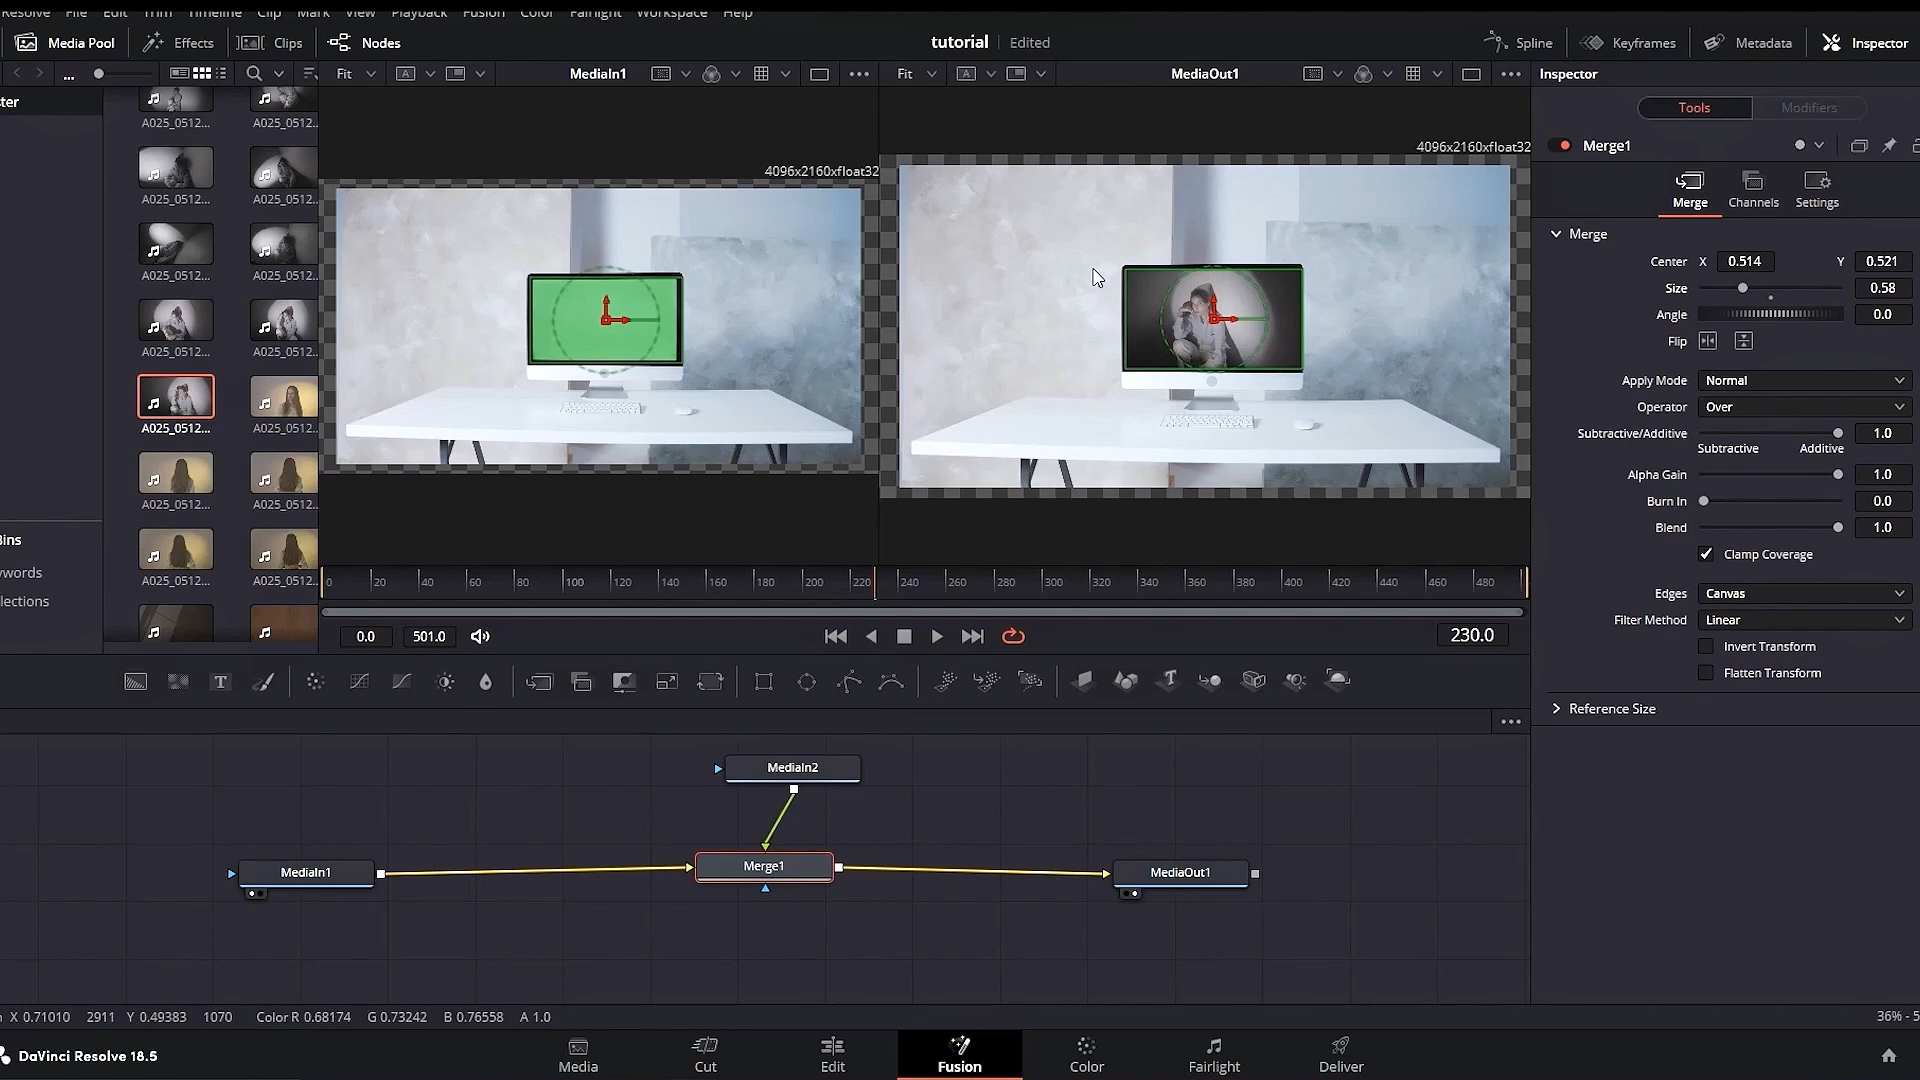 Resolve File Edit Trim Timeline Clip Mark View Playback Fusion Color Fairlight Workspace Help
Media Pool Effects Clips Nodes tutorial Edited Spline Keyframes Metadata Inspector
... Fit A MediaIn1 ... Fit A MediaOut1 ... Inspector
ter
Tools Modifiers
A025_0512... A025_0512...
4096x2160xfloat32 4096x2160xfloat32
Merge1
Merge Channels Settings
A025_0512... A025_0512...
Merge
Center X 0.514 Y 0.521
A025_0512... A025_0512...
Size 0.58
Angle 0.0
Flip
A025_0512... A025_0512...
Apply Mode Normal
Operator Over
A025_0512... A025_0512...
Subtractive/Additive 1.0
Subtractive Additive
Alpha Gain 1.0
A025_0512... A025_0512...
Burn In 0.0
Blend 1.0
ins
Clamp Coverage
A025_0512... A025_0512...
words
0 20 40 60 80 100 120 140 160 180 200 220 240 260 280 300 320 340 360 380 400 420 440 460 480
Edges Canvas
lections
Filter Method Linear
0.0 501.0 230.0
Invert Transform
Flatten Transform
T T
Reference Size
...
MediaIn2
MediaIn1 Merge1 MediaOut1
X 0.71010 2911 Y 0.49383 1070 Color R 0.68174 G 0.73242 B 0.76558 A 1.0 36% - 5
DaVinci Resolve 18.5
Media Cut Edit Fusion Color Fairlight Deliver